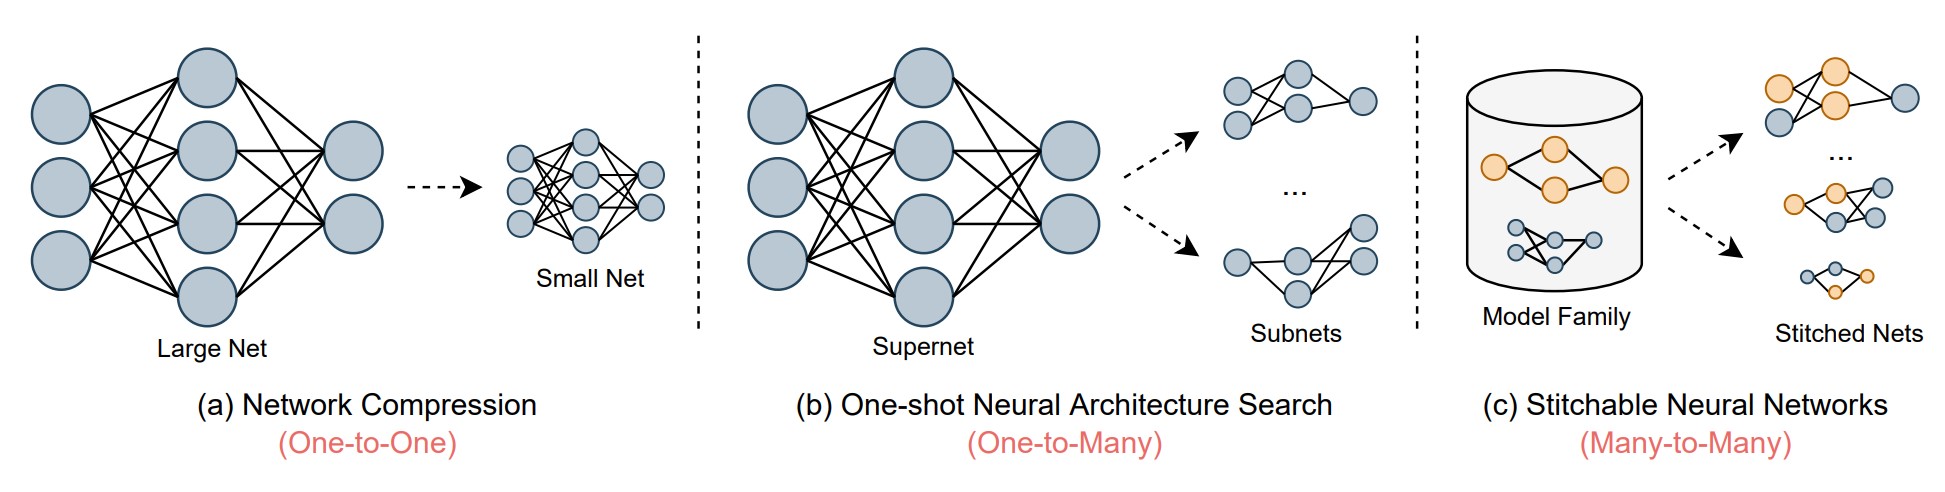 Large Net
Small Net
(a) Network Compression
(One-to-One)
Supernet
...
Subnets
(b) One-shot Neural Architecture Search
(One-to-Many)
Model Family
...
Stitched Nets
(c) Stitchable Neural Networks
(Many-to-Many)